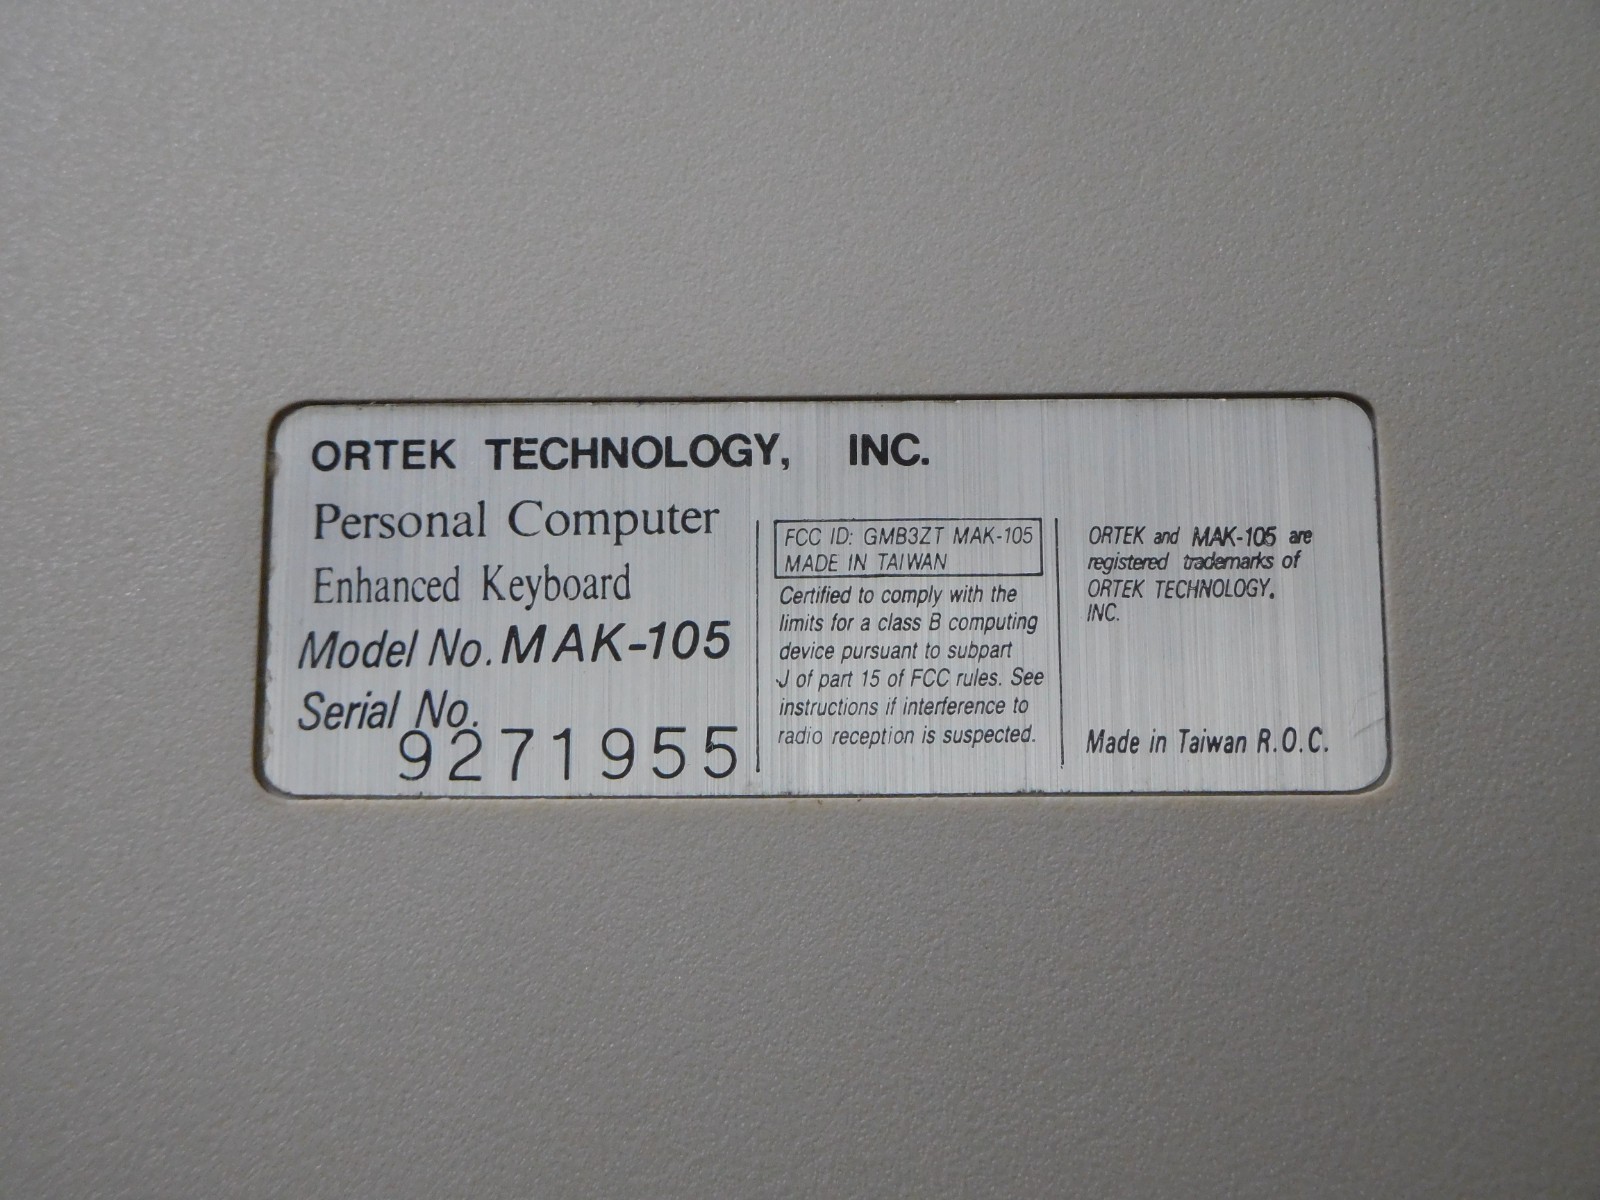 ORTEK TECHNOLOGY, INC.
Personal Computer
Enhanced Keyboard
Model No. MAK-105
Serial No.
9271955
FCC ID: GMB3ZT MAK-105
MADE IN TAIWAN
Certified to comply with the
limits for a class B computing
device pursuant to subpart
J of part 15 of FCC rules. See
instructions if interference to
radio reception is suspected.
ORTEK and MAK-105 are
registered trademarks of
ORTEK TECHNOLOGY.
INC.
Made in Taiwan R.O.C.